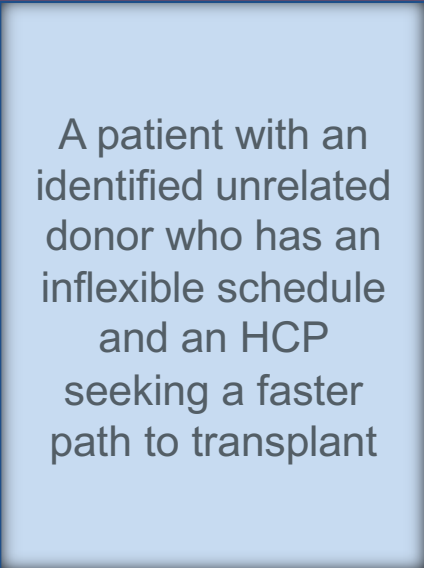 A patient with an
identified unrelated
donor who has an
inflexible schedule
and an HCP
seeking a faster
path to transplant